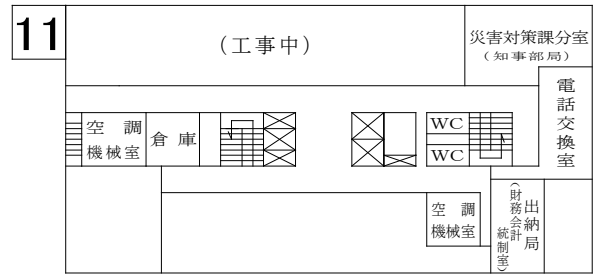 11
(工事中)
災害対策課分室
(知事部局)
電話交換室
空調
機械室
倉庫
WC
WC
空調
機械室
出納局
(財務会計
統制室)